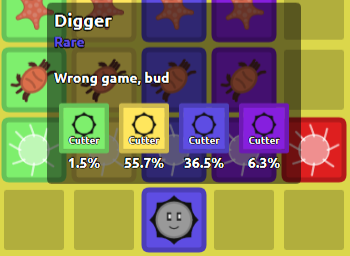 Digger
Rare
Wrong game, bud
Cutter Cutter Cutter Cutter
1.5% 55.7% 36.5% 6.3%